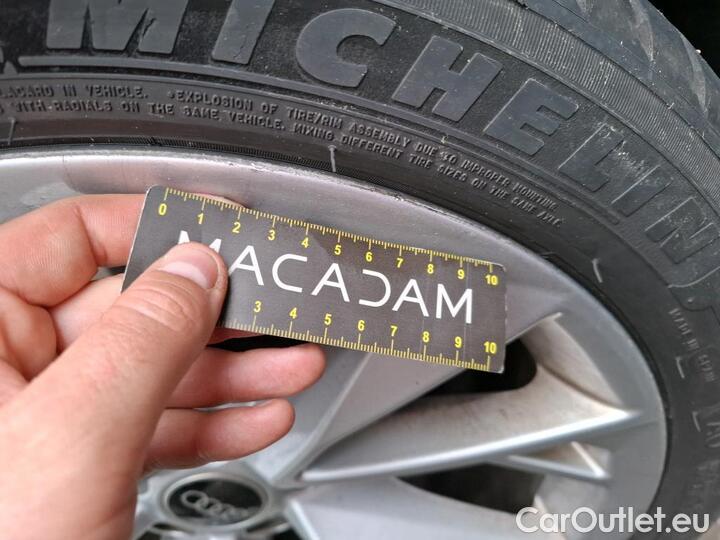 MICHELIN
PLACARD IN VEHICLE. •EXPLOSION OF TIRE/RIM ASSEMBLY DUE TO IMPROPER MOUNTING.
WITH RADIALS ON THE SAME VEHICLE. MIXING DIFFERENT TIRE SIZES ON THE SAME AXLE.
0 1 2 3 4 5 6 7 8 9 10
MACADAM
3 4 5 6 7 8 9 10
CarOutlet.eu